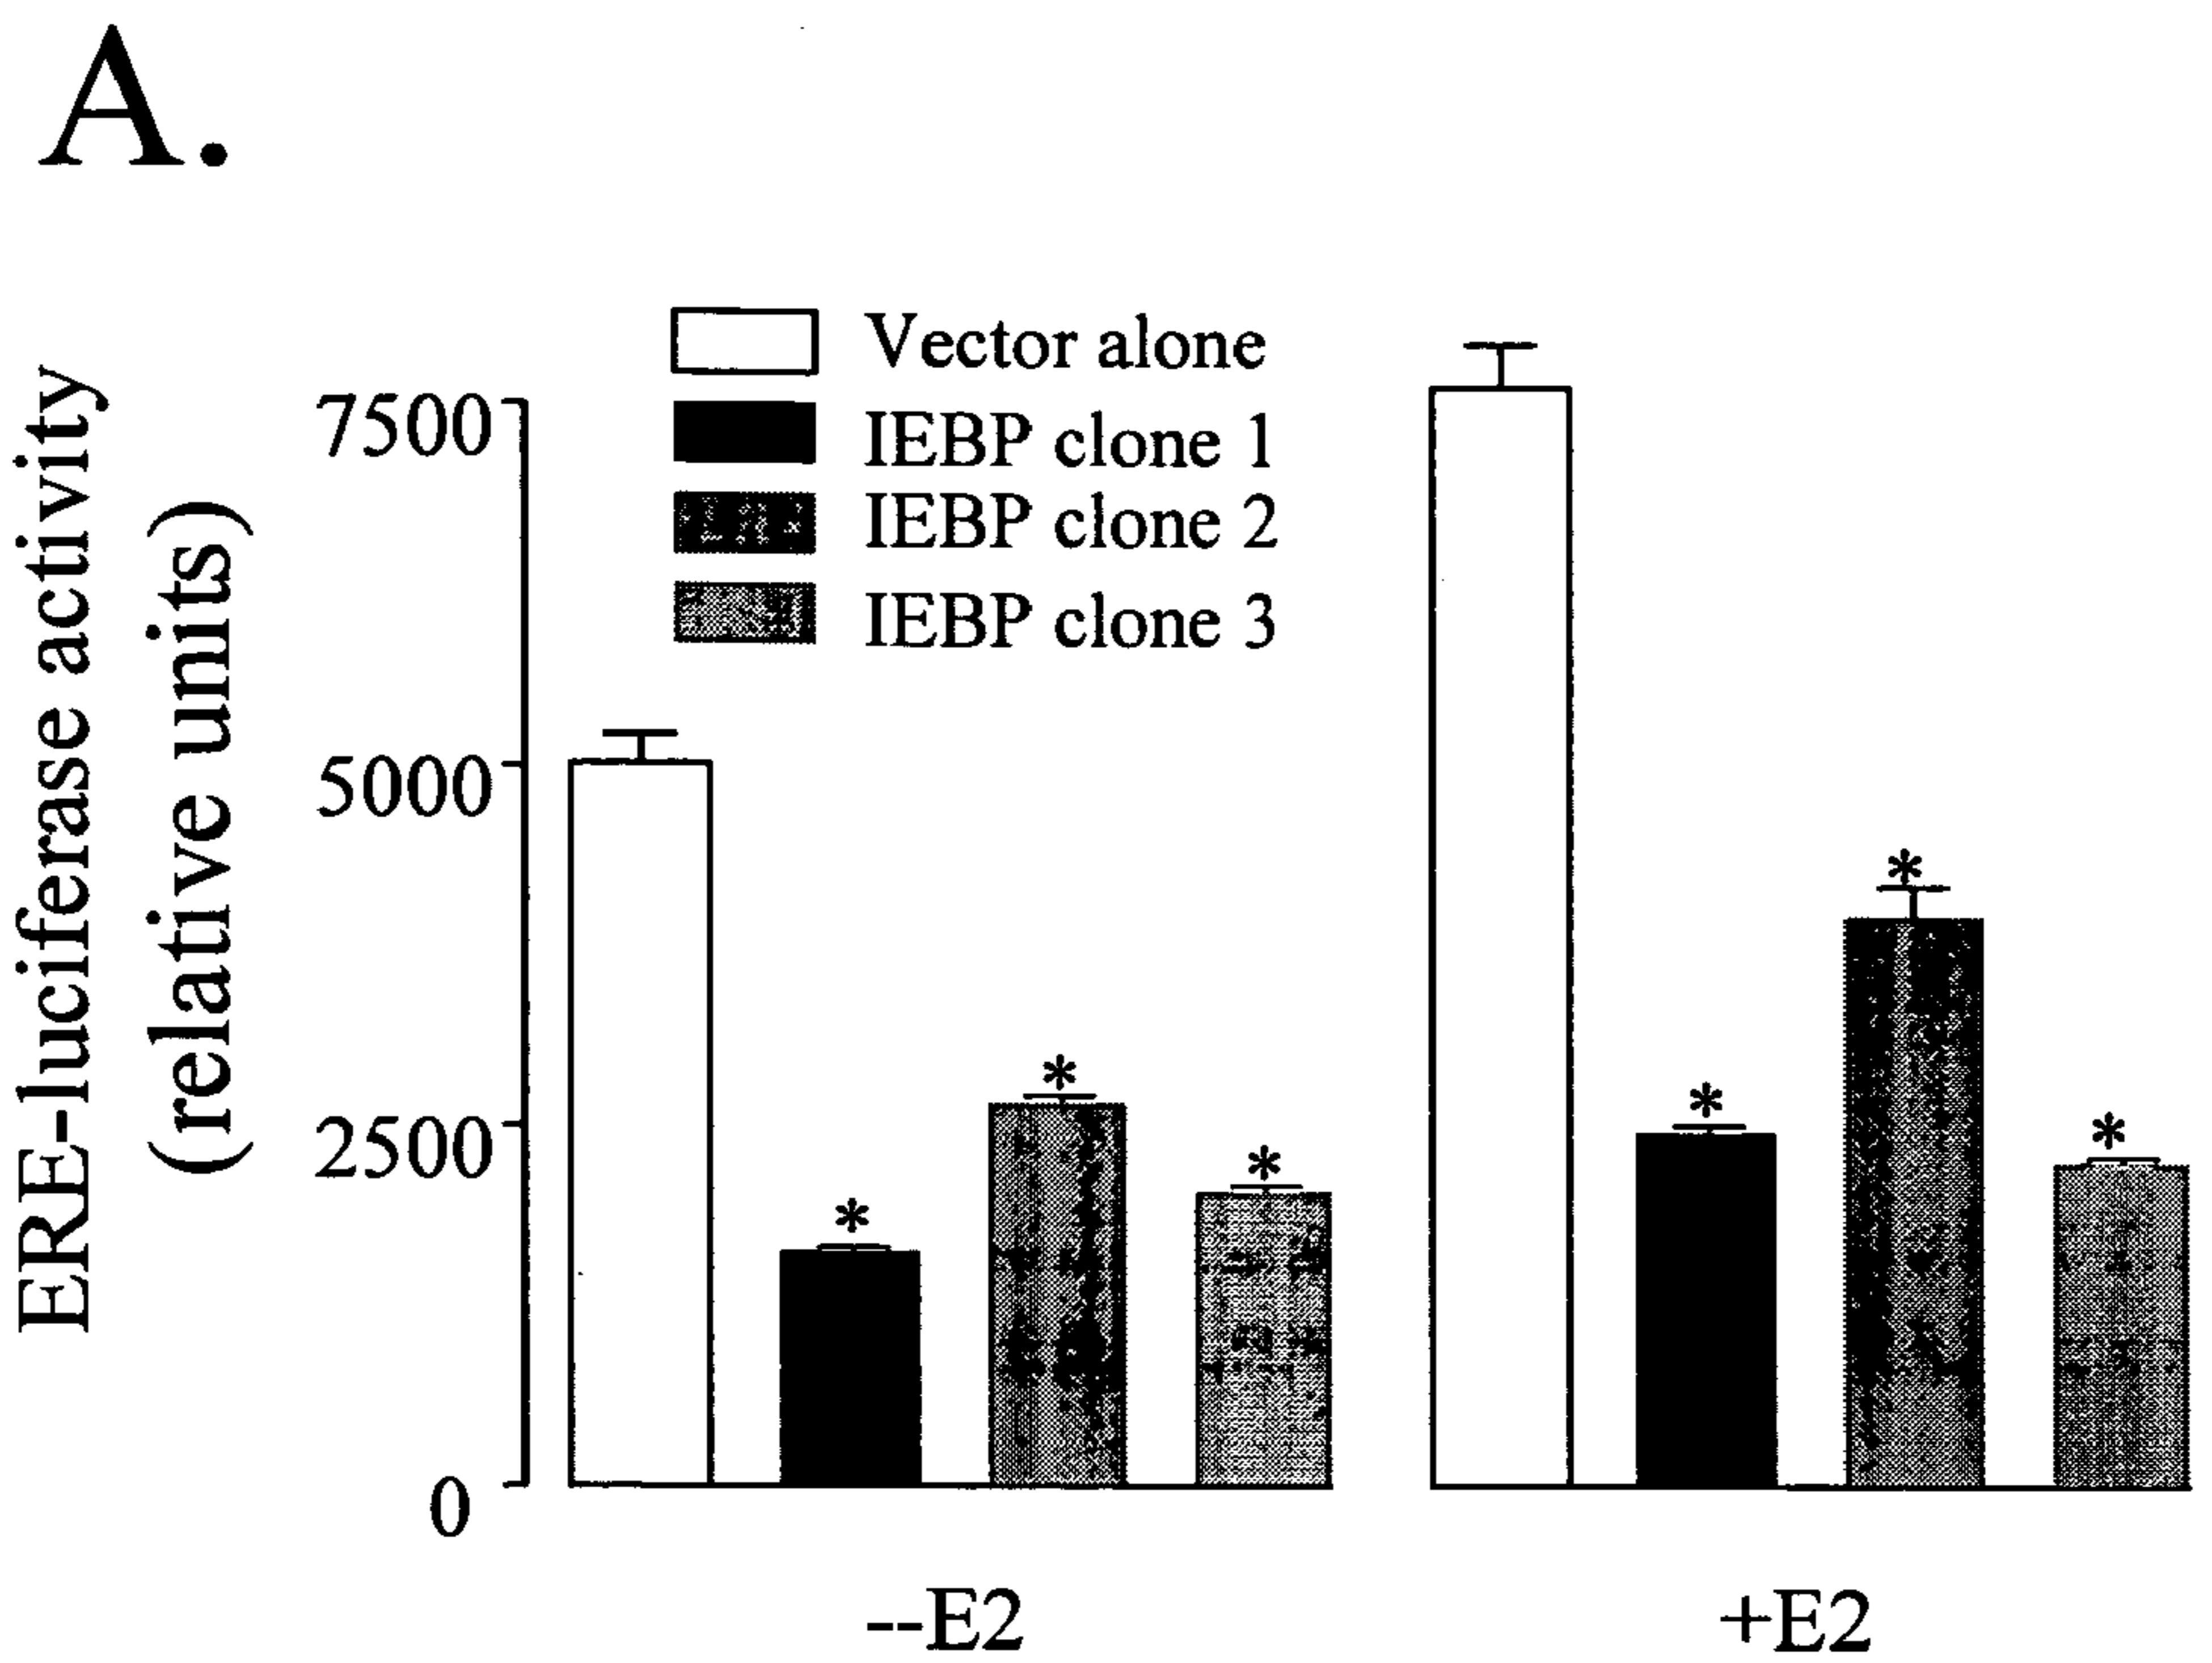 A.
ERE-luciferase activity
(relative units)
7500
5000
2500
0
Vector alone
IEBP clone 1
IEBP clone 2
IEBP clone 3
*
*
*
*
*
*
--E2
+E2